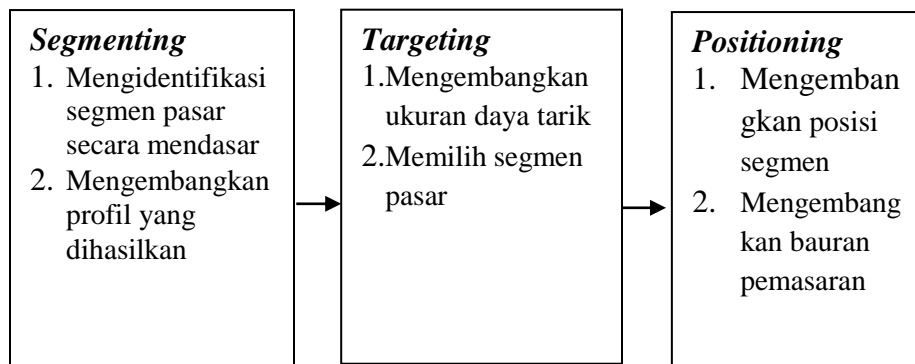 Segmenting
1. Mengidentifikasi
segmen pasar
secara mendasar
2. Mengembangkan
profil yang
dihasilkan
Targeting
1.Mengembangkan
ukuran daya tarik
2.Memilih segmen
pasar
Positioning
1. Mengemban
gkan posisi
segmen
2. Mengembang
kan bauran
pemasaran